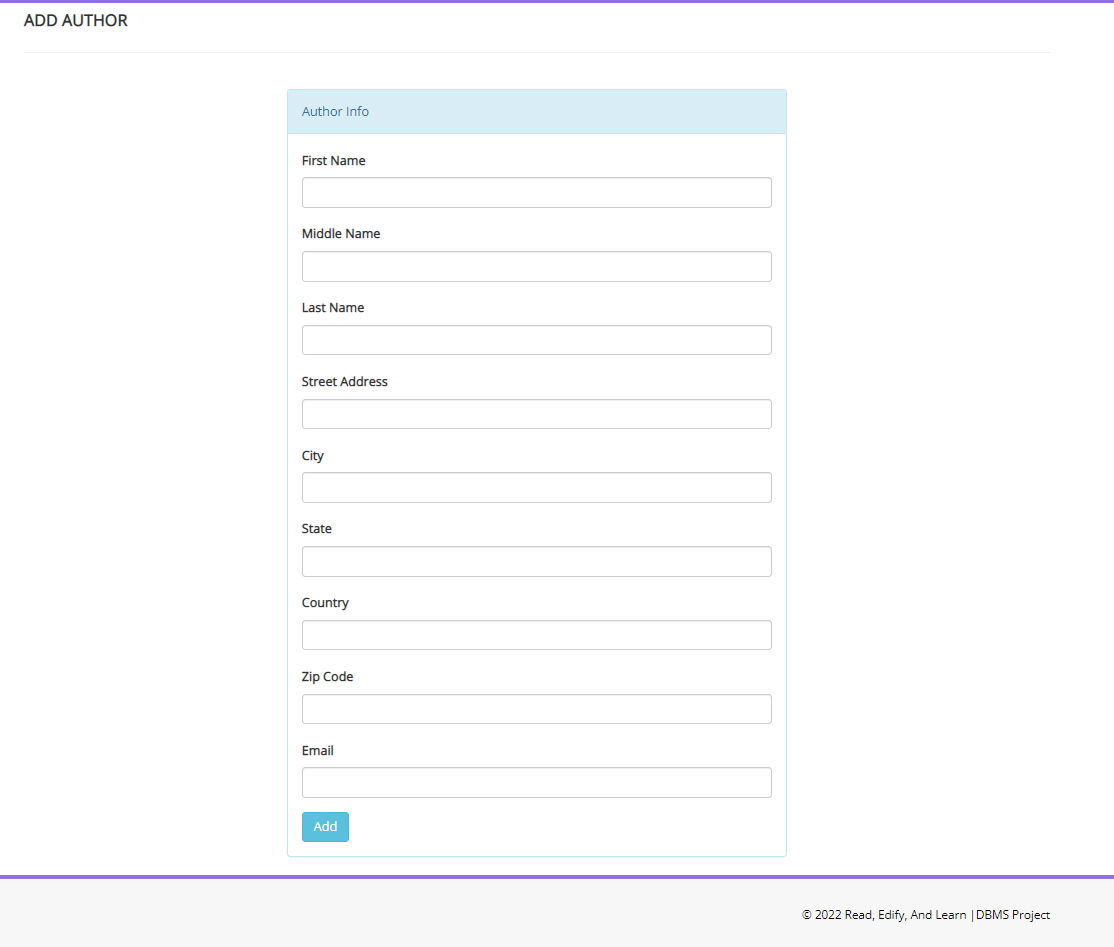 ADD AUTHOR
Author Info
First Name
Middle Name
Last Name
Street Address
City
State
Country
Zip Code
Email
Add
© 2022 Read, Edify, And Learn |DBMS Project